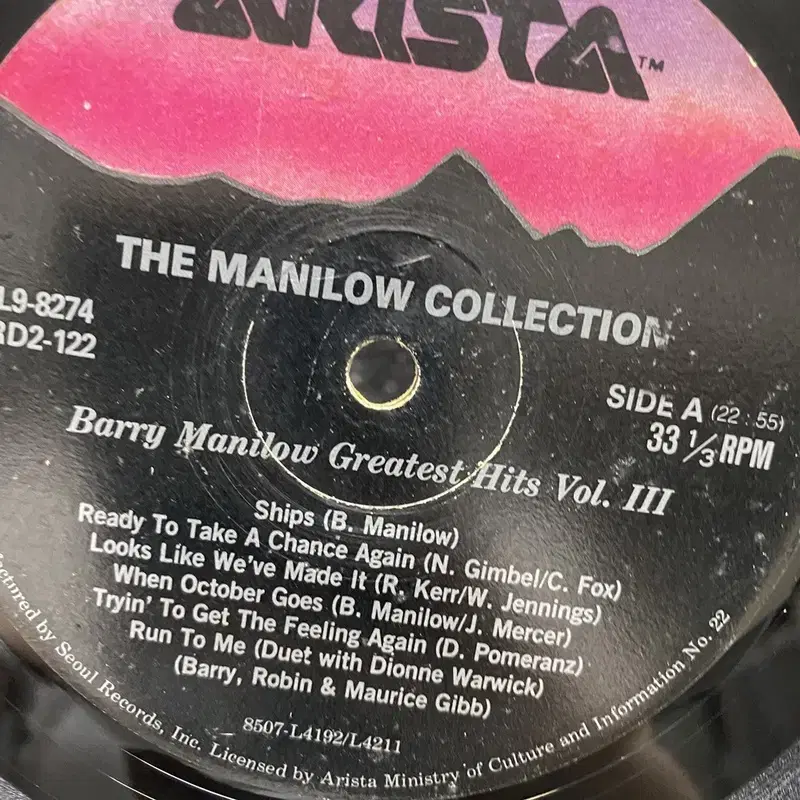 ARISTA™
THE MANILOW COLLECTION
L9-8274
RD2-122
SIDE A (22 : 55)
33 1/3 RPM
Barry Manilow Greatest Hits Vol. III
Ships (B. Manilow)
Ready To Take A Chance Again (N. Gimbel/C. Fox)
Looks Like We've Made It (R. Kerr/W. Jennings)
When October Goes (B. Manilow/J. Mercer)
Tryin' To Get The Feeling Again (D. Pomeranz)
Run To Me (Duet with Dionne Warwick)
(Barry, Robin & Maurice Gibb)
8507-L4192/L4211
factured by Seoul Records, Inc. Licensed by Arista Ministry of Culture and Information No. 22